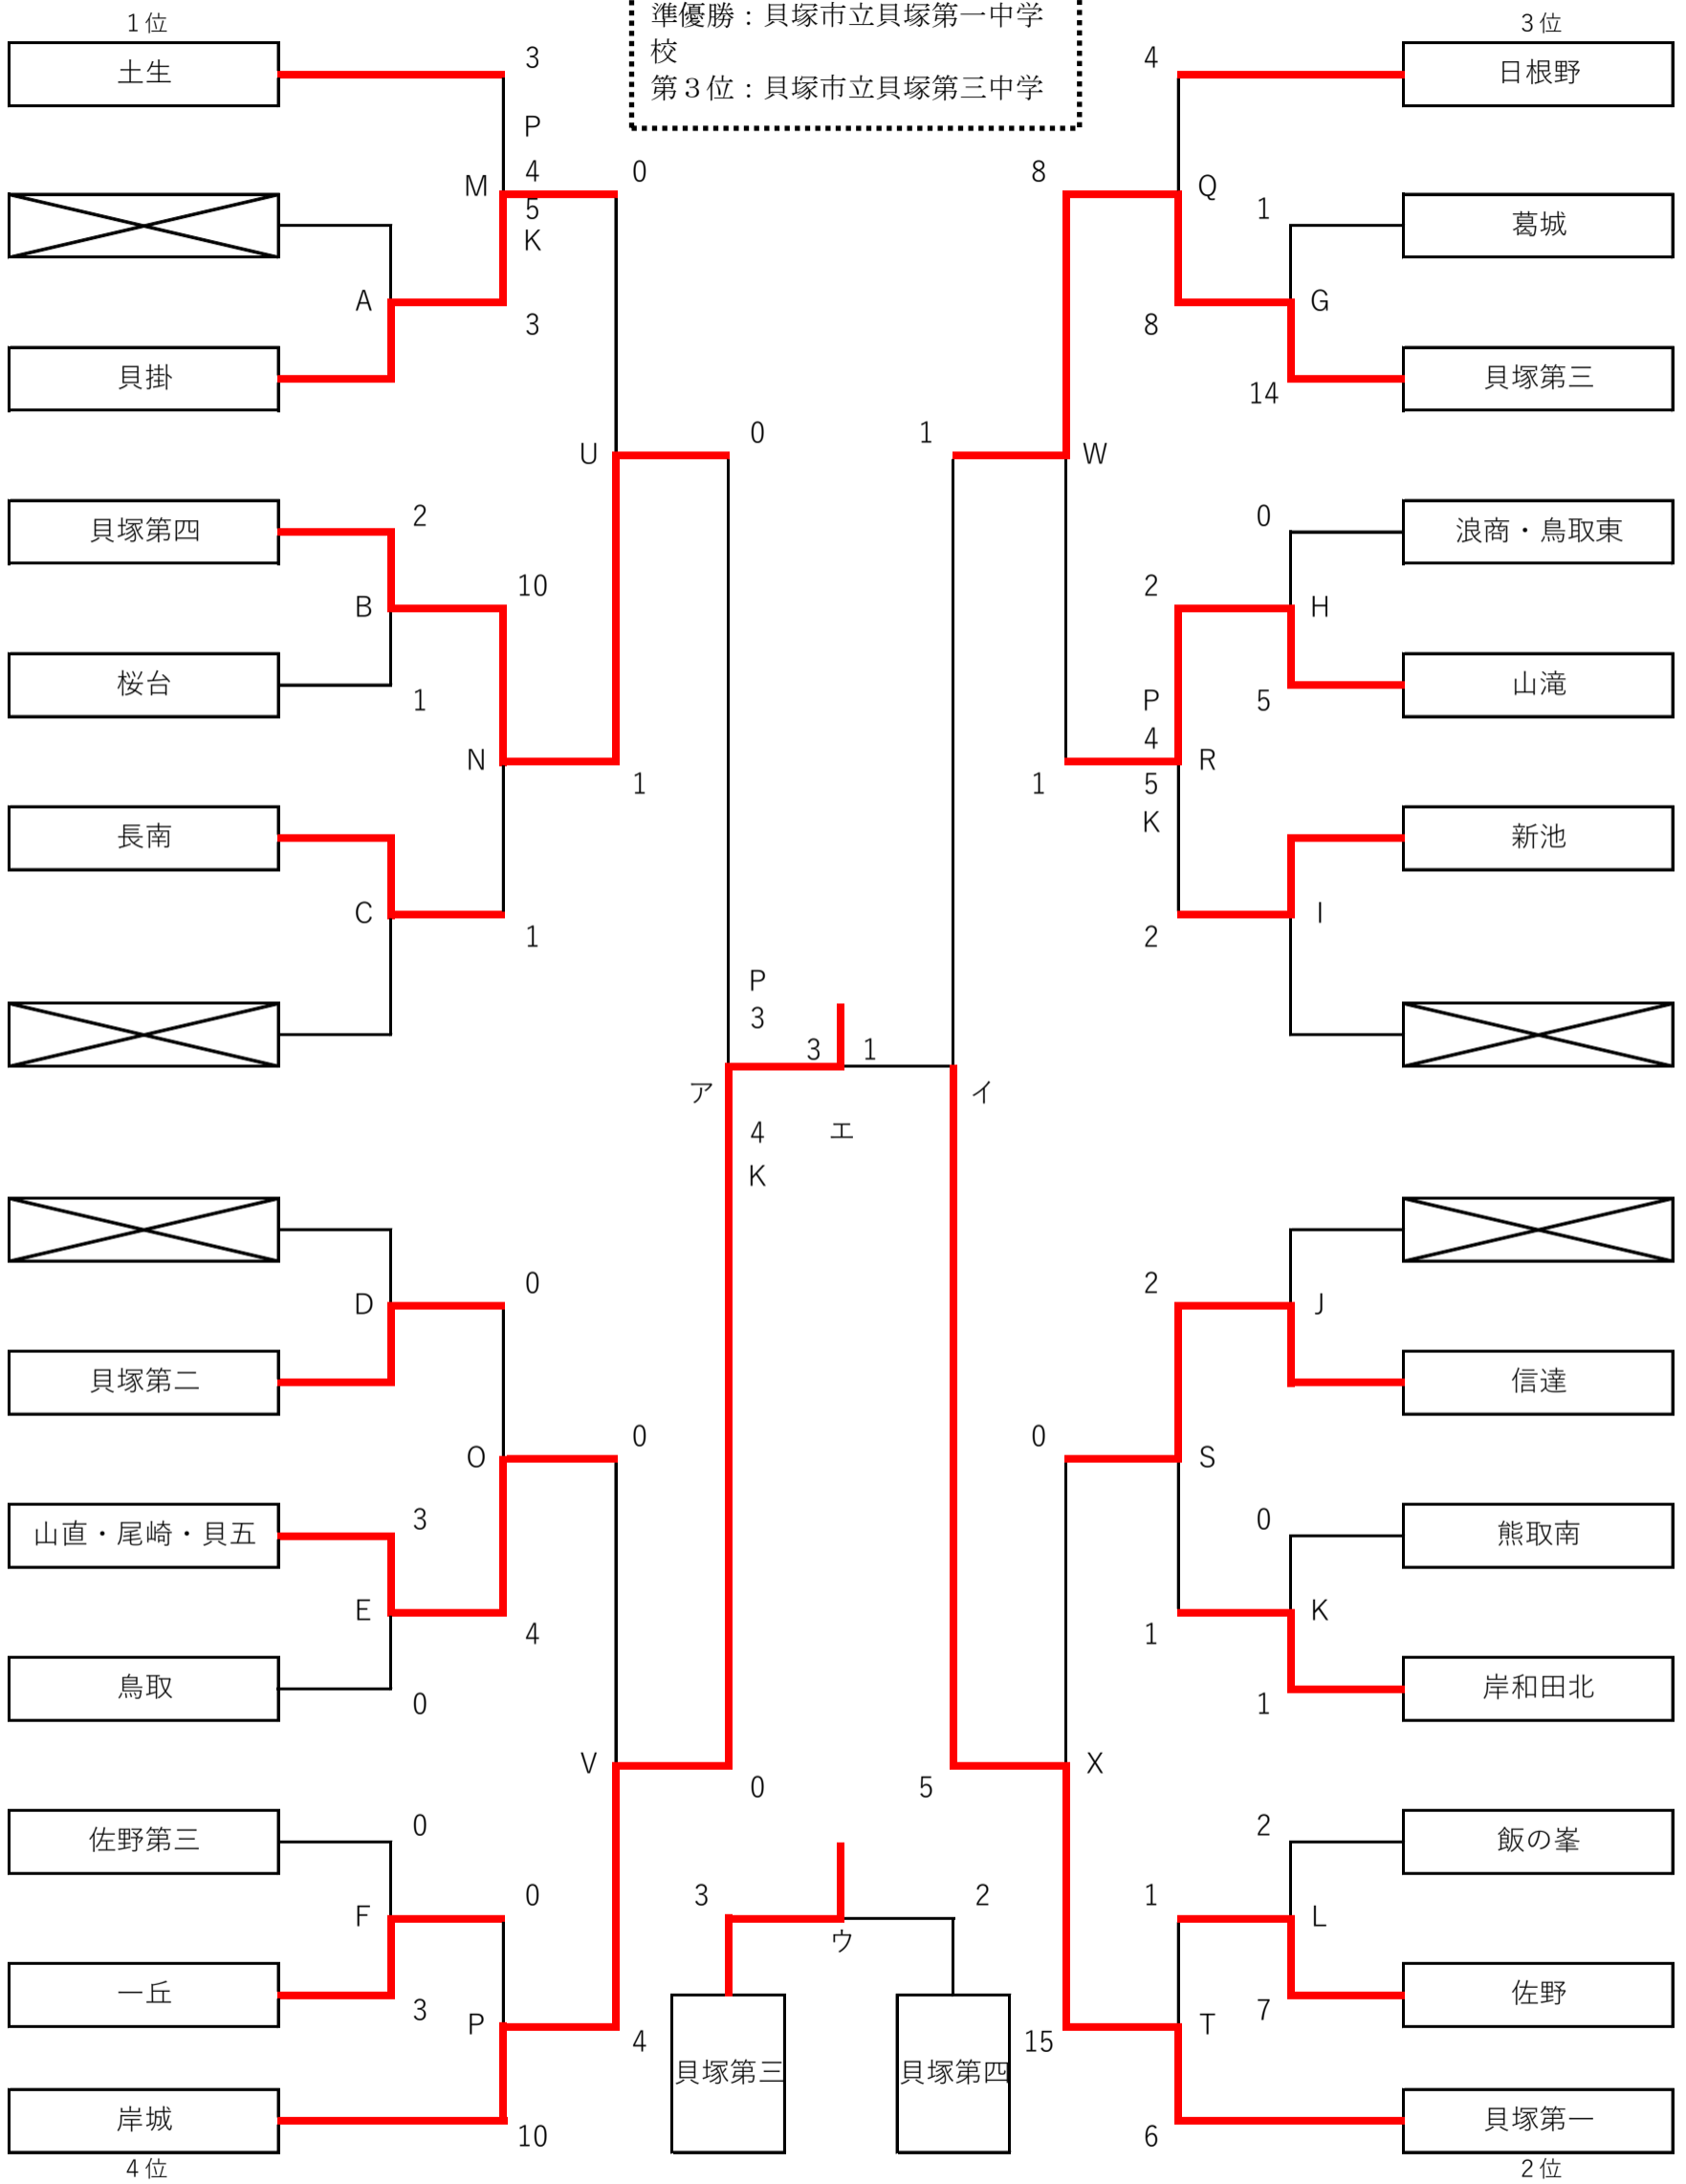 準優勝：貝塚市立貝塚第一中学
校
第３位：貝塚市立貝塚第三中学
1位
3位
土生
3
4
日根野
P
4
5
K
M
0
8
Q
1
葛城
A
3
8
G
貝掛
14
貝塚第三
U
0
1
W
貝塚第四
2
0
浪商・鳥取東
B
10
2
H
桜台
1
5
山滝
N
1
1
P
4
5
K
R
長南
新池
C
1
2
I
P
3
4
K
3
1
ア
イ
エ
D
0
2
J
貝塚第二
信達
O
0
0
S
山直・尾崎・貝五
3
0
熊取南
E
4
1
K
鳥取
0
1
岸和田北
V
0
5
X
佐野第三
0
2
飯の峯
F
0
3
2
1
L
ウ
一丘
3
7
佐野
P
4
15
T
貝塚第三
貝塚第四
岸城
10
6
貝塚第一
4位
2位